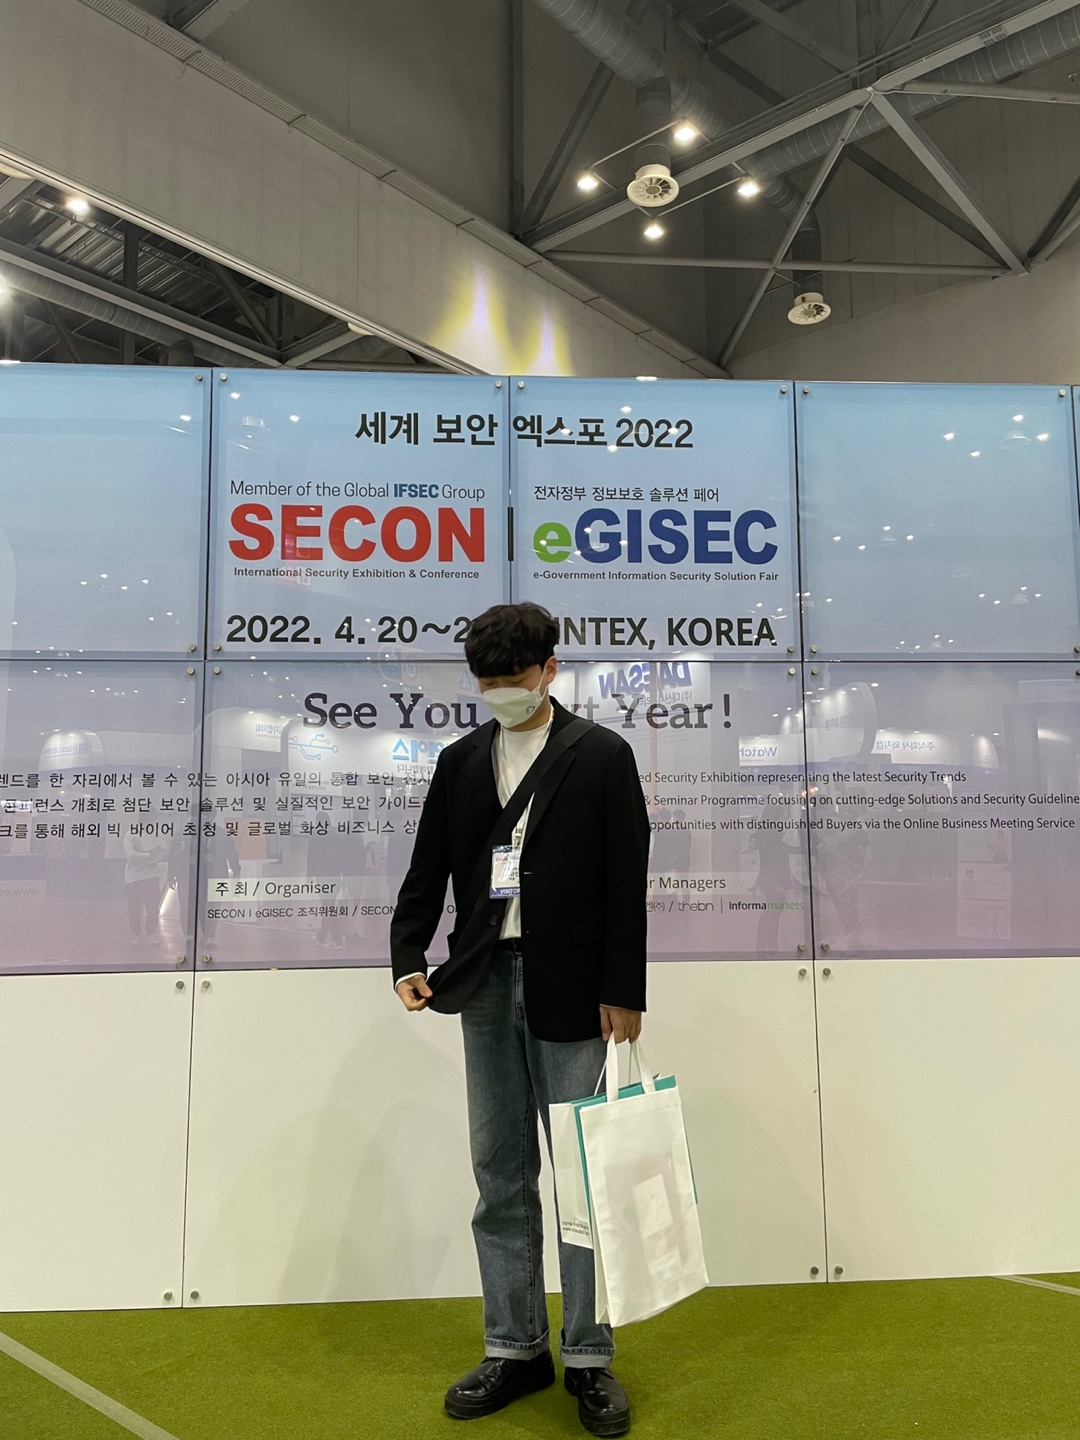 세계 보안 엑스포 2022
Member of the Global IFSEC Group
SECON
International Security Exhibition & Conference
전자정부 정보보호 솔루션 페어
eGISEC
e-Government Information Security Solution Fair
2022. 4. 20~2 INTEX, KOREA
See You xt Year!
렌드를 한 자리에서 볼 수 있는 아시아 유일의 통합 보안 전시
컨퍼런스 개최로 첨단 보안 솔루션 및 실질적인 보안 가이드
크를 통해 해외 빅 바이어 초청 및 글로벌 화상 비즈니스 상
ed Security Exhibition representing the latest Security Trends
& Seminar Programme focusing on cutting-edge Solutions and Security Guideline
opportunities with distinguished Buyers via the Online Business Meeting Service
주최 / Organiser
SECON I eGISEC 조직위원회 / SECON
Managers
thebn | informamarkets
DAESAN
Watch